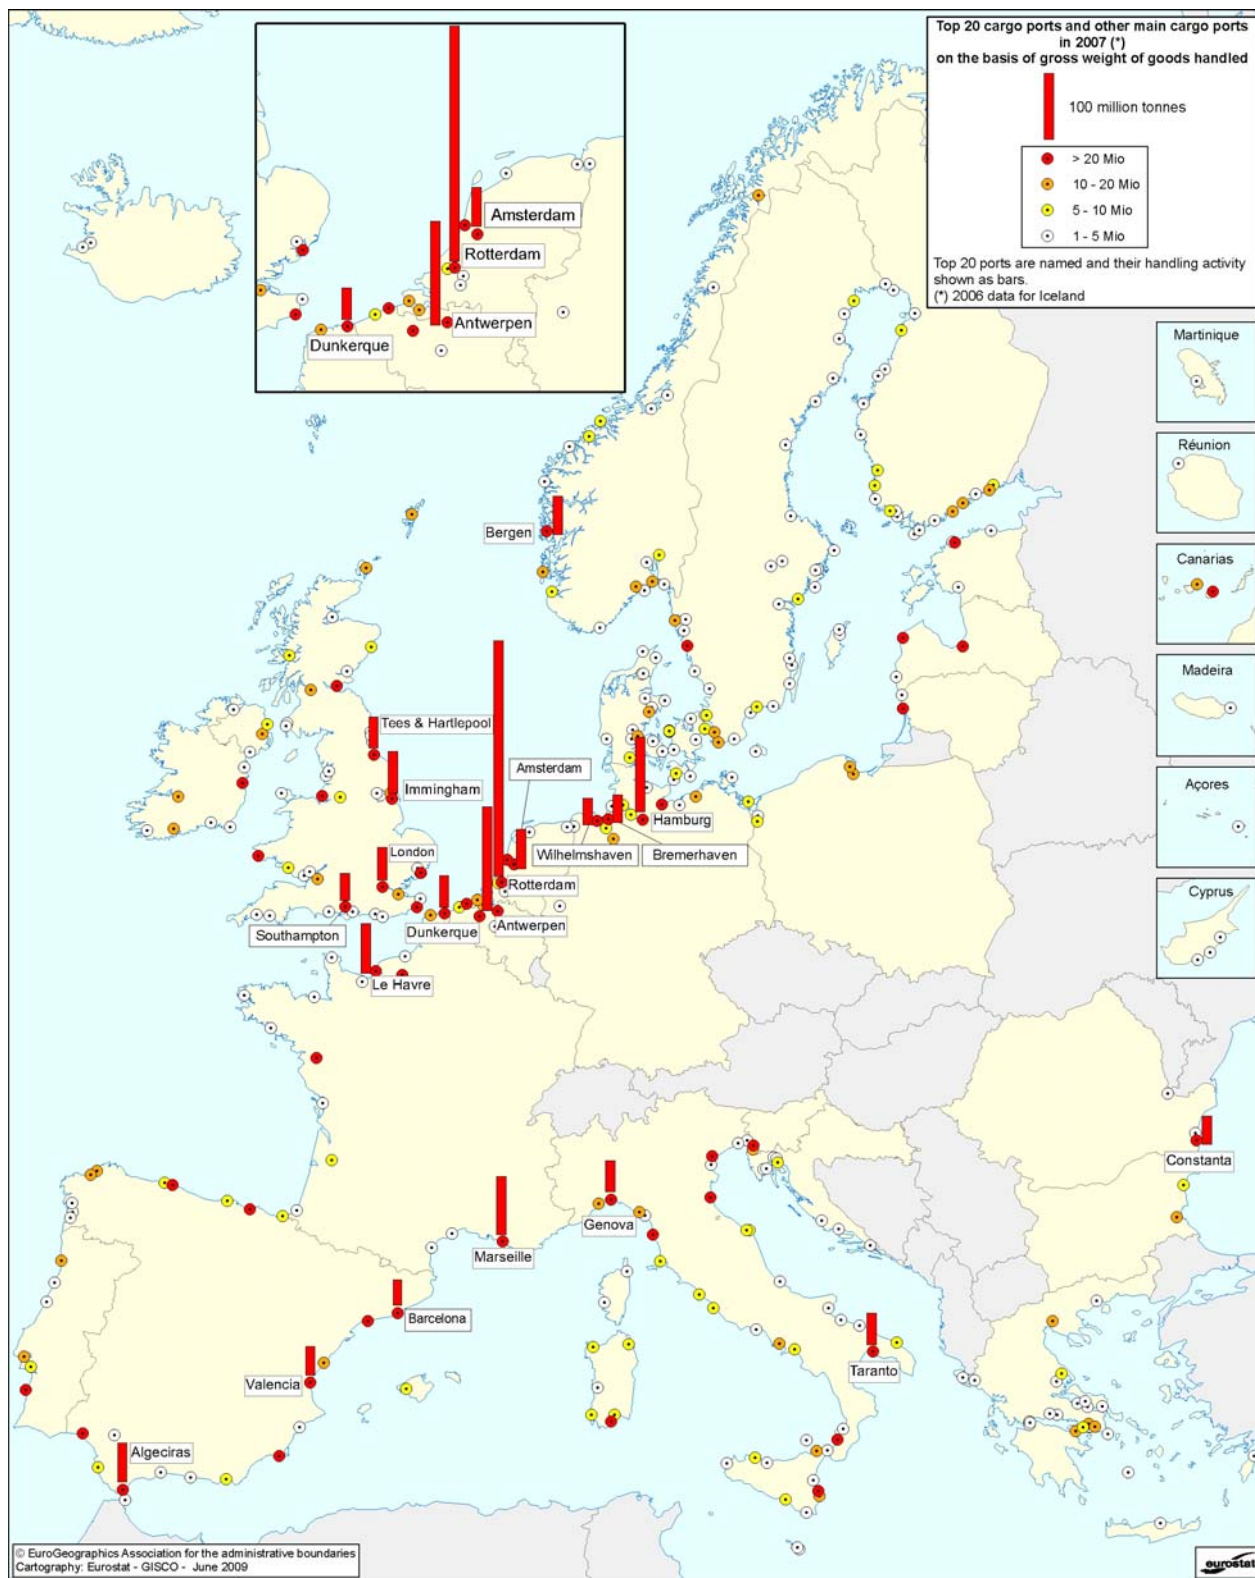 Top 20 cargo ports and other main cargo ports
in 2007 (*)
on the basis of gross weight of goods handled
100 million tonnes
> 20 Mio
10 - 20 Mio
5 - 10 Mio
1 - 5 Mio
Top 20 ports are named and their handling activity
shown as bars.
(*) 2006 data for Iceland
Amsterdam
Rotterdam
Antwerpen
Dunkerque
Martinique
Réunion
Canarias
Madeira
Açores
Cyprus
Bergen
Tees & Hartlepool
Immingham
Amsterdam
London
Wilhelmshaven
Bremerhaven
Hamburg
Rotterdam
Southampton
Dunkerque
Antwerpen
Le Havre
Constanta
Genova
Marseille
Barcelona
Valencia
Taranto
Algeciras
© EuroGeographics Association for the administrative boundaries
Cartography: Eurostat - GISCO - June 2009
eurostat